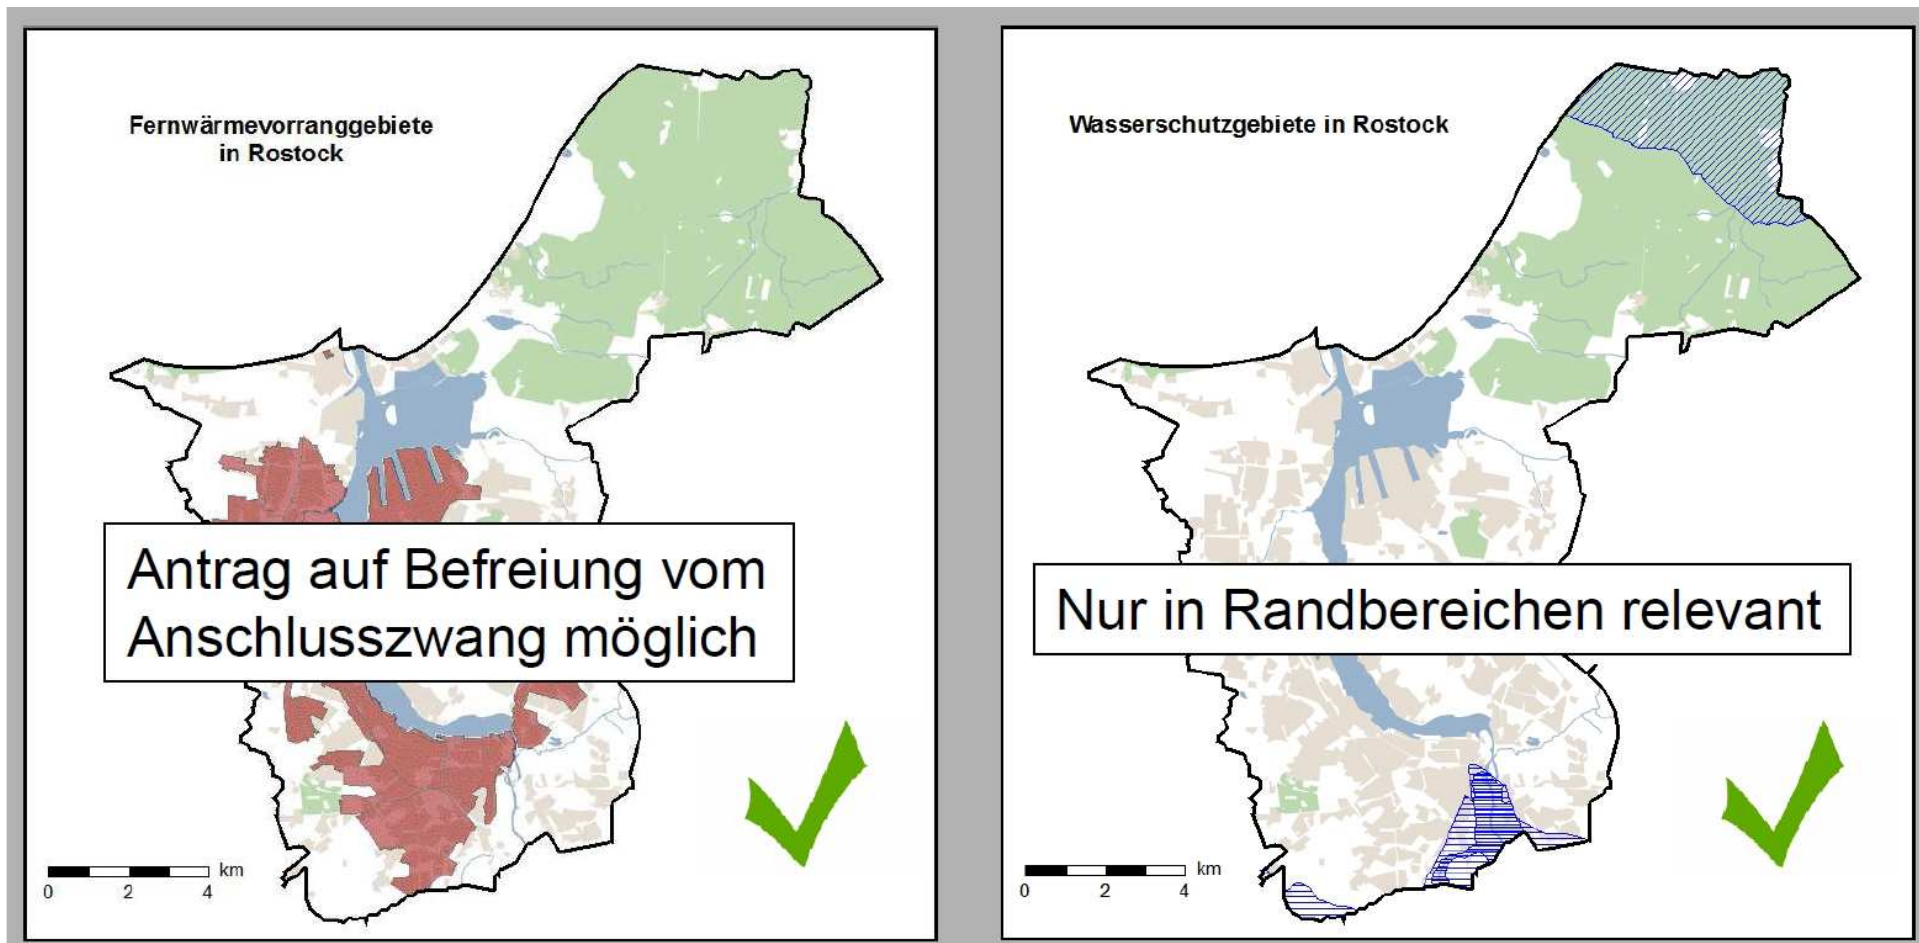 Fernwärmevorranggebiete
in Rostock
Antrag auf Befreiung vom
Anschlusszwang möglich
km
0 2 4
Wasserschutzgebiete in Rostock
Nur in Randbereichen relevant
km
0 2 4